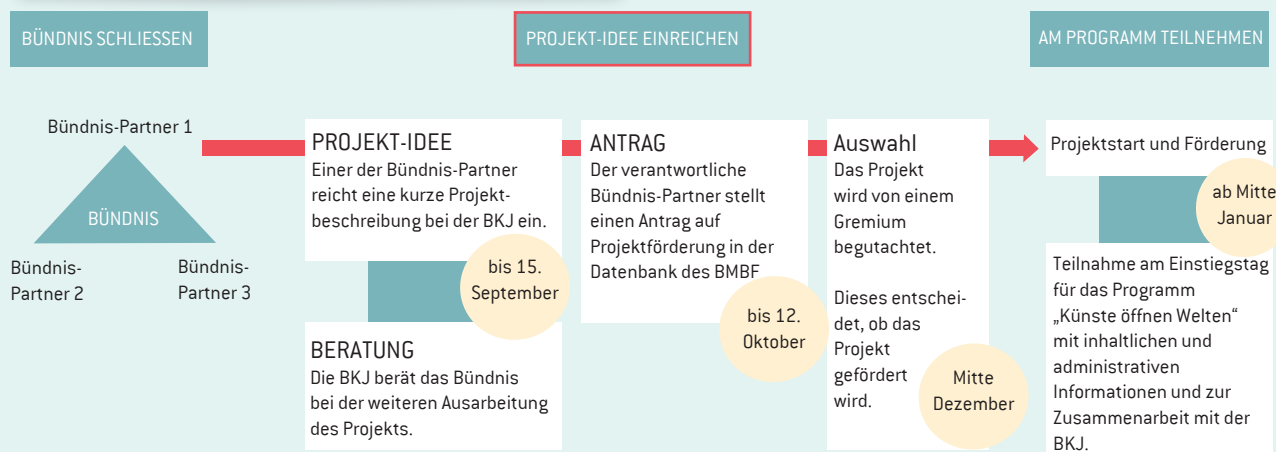 BÜNDNIS SCHLIESSEN
PROJEKT-IDEE EINREICHEN
AM PROGRAMM TEILNEHMEN
Bündnis-Partner 1
BÜNDNIS
Bündnis-
Partner 2
Bündnis-
Partner 3
PROJEKT-IDEE
Einer der Bündnis-Partner
reicht eine kurze Projekt-
beschreibung bei der BKJ ein.
bis 15.
September
BERATUNG
Die BKJ berät das Bündnis
bei der weiteren Ausarbeitung
des Projekts.
ANTRAG
Der verantwortliche
Bündnis-Partner stellt
einen Antrag auf
Projektförderung in der
Datenbank des BMBF
bis 12.
Oktober
Auswahl
Das Projekt
wird von einem
Gremium
begutachtet.
Dieses entschei-
det, ob das
Projekt
gefördert
wird.
Mitte
Dezember
Projektstart und Förderung
ab Mitte
Januar
Teilnahme am Einstiegstag
für das Programm
„Künste öffnen Welten“
mit inhaltlichen und
administrativen
Informationen und zur
Zusammenarbeit mit der
BKJ.